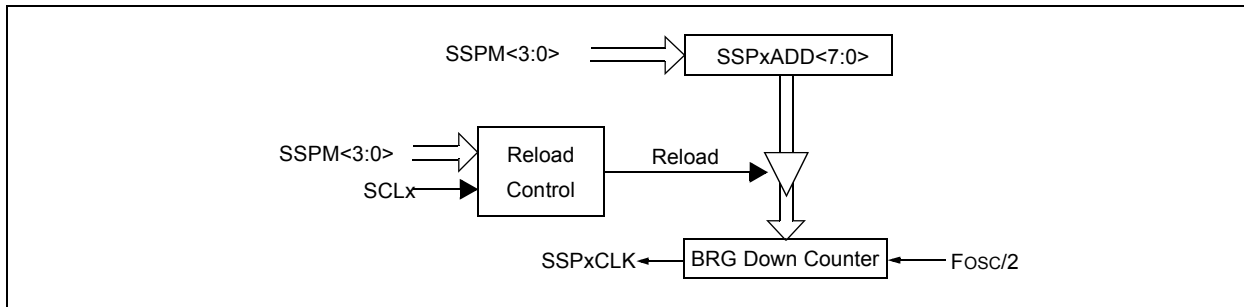 SSPM<3:0>
SSPxADD<7:0>
SSPM<3:0>
SCLx
Reload
Control
Reload
SSPxCLK
BRG Down Counter
FOSC/2